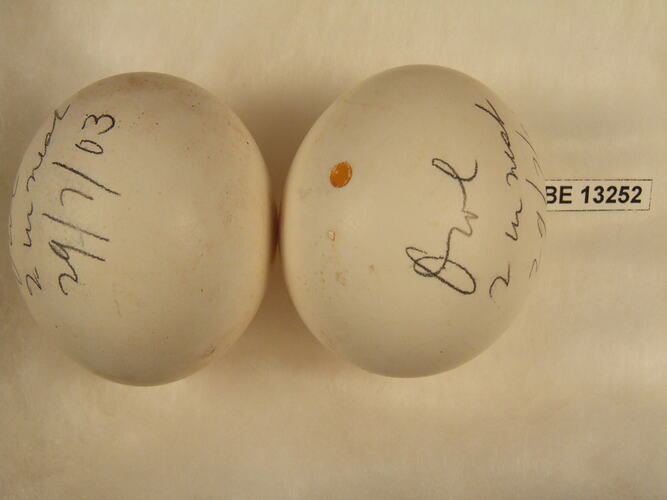 2 in nest
29/7/03
Owl
2 in nest
BE 13252